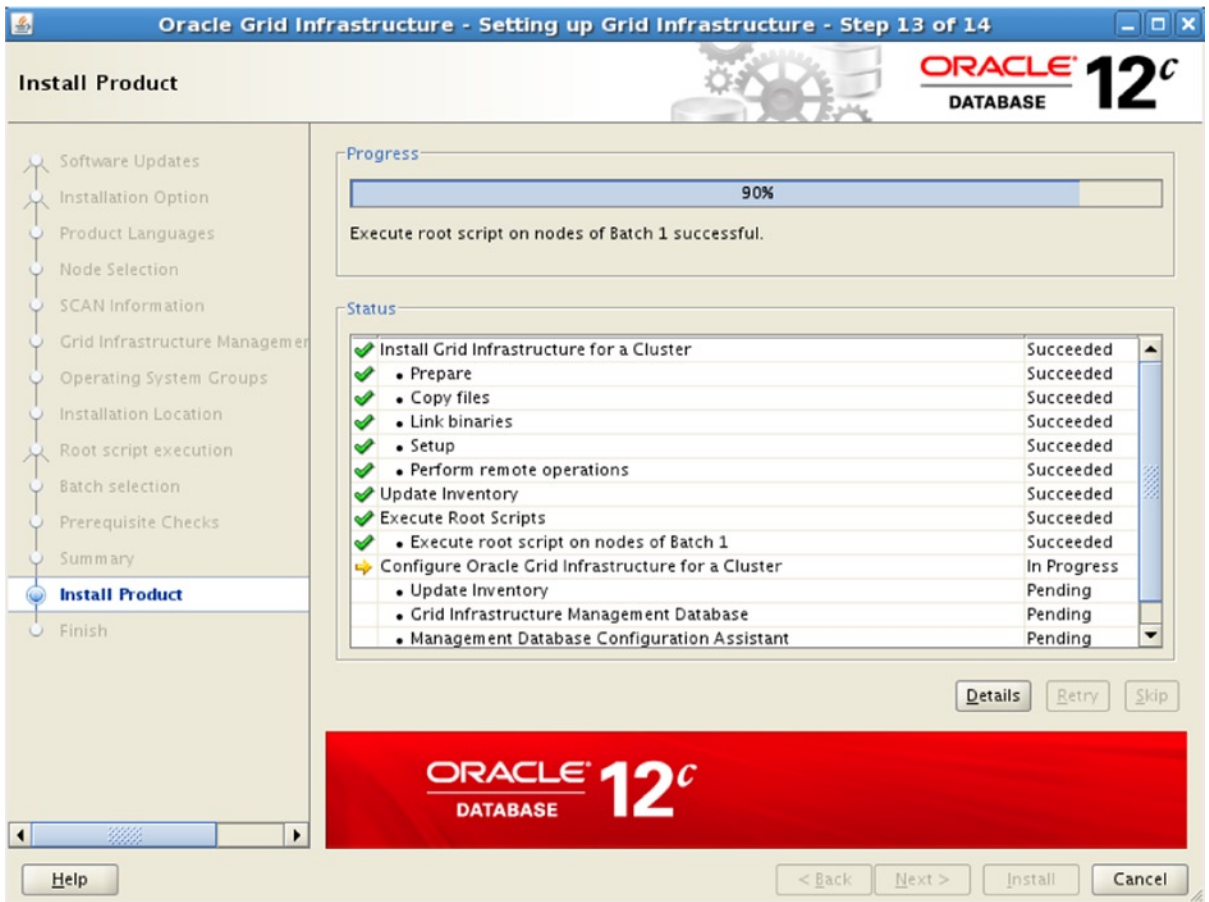 Oracle Grid Infrastructure - Setting up Grid Infrastructure - Step 13 of 14
Install Product
ORACLE DATABASE 12c
Software Updates
Installation Option
Product Languages
Node Selection
SCAN Information
Grid Infrastructure Managemer
Operating System Groups
Installation Location
Root script execution
Batch selection
Prerequisite Checks
Summary
Install Product
Finish
Progress
90%
Execute root script on nodes of Batch 1 successful.
Status
Install Grid Infrastructure for a Cluster Succeeded
• Prepare Succeeded
• Copy files Succeeded
• Link binaries Succeeded
• Setup Succeeded
• Perform remote operations Succeeded
Update Inventory Succeeded
Execute Root Scripts Succeeded
• Execute root script on nodes of Batch 1 Succeeded
Configure Oracle Grid Infrastructure for a Cluster In Progress
• Update Inventory Pending
• Grid Infrastructure Management Database Pending
• Management Database Configuration Assistant Pending
Details Retry Skip
ORACLE DATABASE 12c
Help < Back Next > Install Cancel